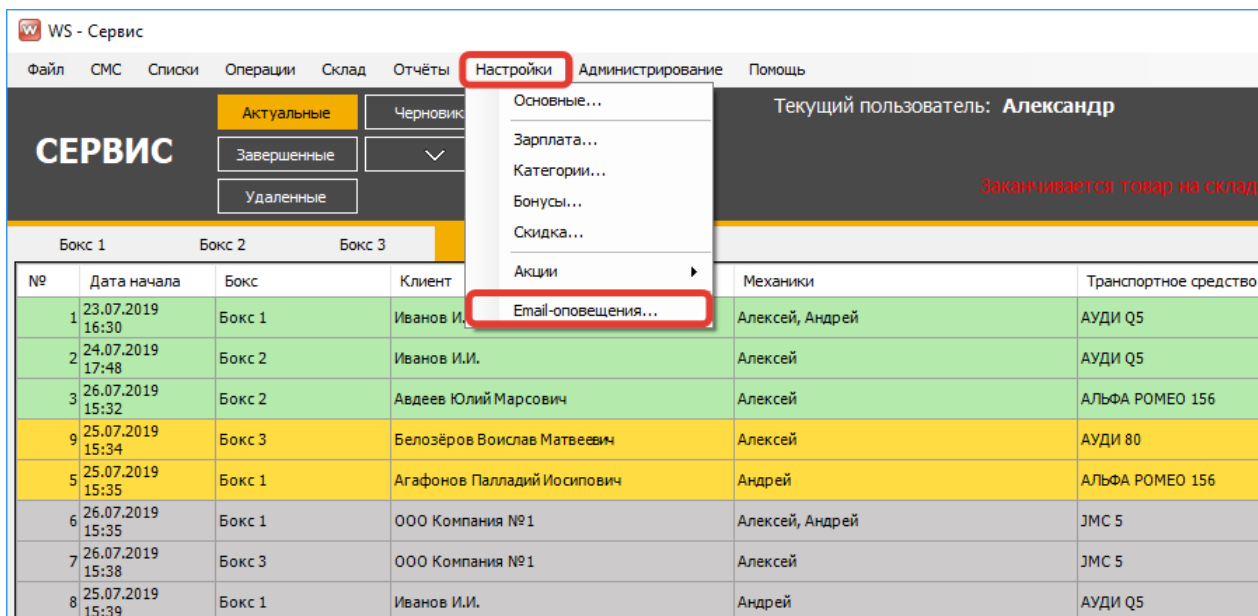 WS - Сервис
Файл СМС Списки Операции Склад Отчёты Настройки Администрирование Помощь
СЕРВИС
Актуальные
Завершенные
Удаленные
Основные...
Зарплата...
Категории...
Бонусы...
Скидка...
Акции
Email-оповещения...
Текущий пользователь: Александр
Заканчивается товар на
Бокс 1 Бокс 2 Бокс 3
№ Дата начала Бокс Клиент Механики Транспортное средство
1 23.07.2019 16:30 Бокс 1 Иванов Алексей, Андрей АУДИ Q5
2 24.07.2019 17:48 Бокс 2 Иванов И.И. Алексей АУДИ Q5
3 26.07.2019 15:32 Бокс 2 Авдеев Юлий Марсович Алексей АЛЬФА РОМЕО 156
9 25.07.2019 15:34 Бокс 3 Белозёров Воислав Матвеевич Алексей АУДИ 80
5 25.07.2019 15:35 Бокс 1 Агафонов Палладий Иосипович Андрей АЛЬФА РОМЕО 156
6 26.07.2019 15:35 Бокс 1 ООО Компания №1 Алексей, Андрей JMC 5
7 26.07.2019 15:38 Бокс 3 ООО Компания №1 Алексей JMC 5
8 25.07.2019 15:39 Бокс 1 Иванов И.И. Андрей АУДИ Q5